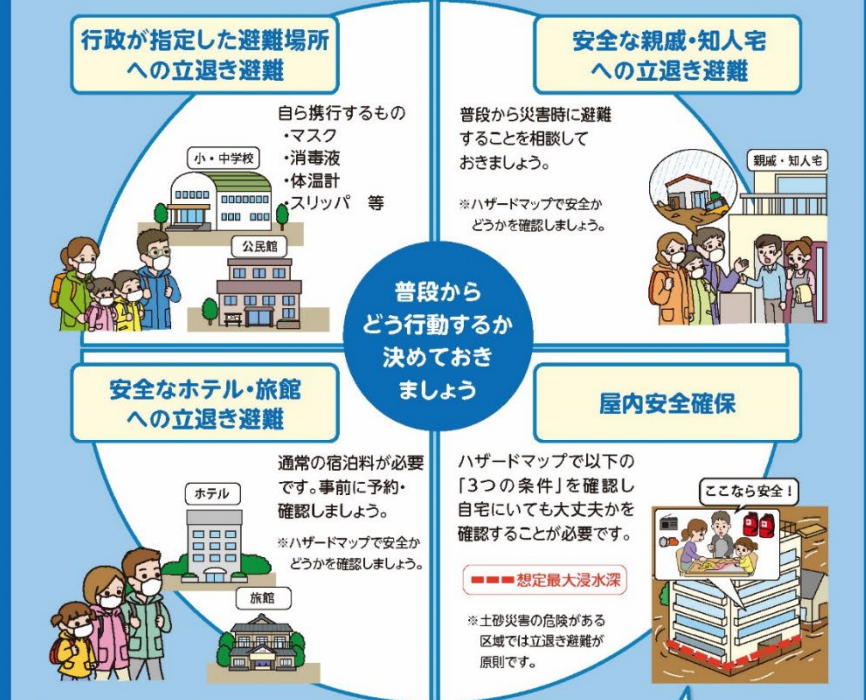 行政が指定した避難場所
への立退き避難
自ら携行するもの
・マスク
・消毒液
・体温計
・スリッパ 等
小・中学校
公民館
安全な親戚・知人宅
への立退き避難
普段から災害時に避難
することを相談して
おきましょう。
※ハザードマップで安全か
どうかを確認しましょう。
親戚・知人宅
普段から
どう行動するか
決めておき
ましょう
安全なホテル・旅館
への立退き避難
通常の宿泊料が必要
です。事前に予約・
確認しましょう。
※ハザードマップで安全か
どうかを確認しましょう。
ホテル
旅館
屋内安全確保
ハザードマップで以下の
「3つの条件」を確認し
自宅にいても大丈夫かを
確認することが必要です。
想定最大浸水深
※土砂災害の危険がある
区域では立退き避難が
原則です。
ここなら安全！